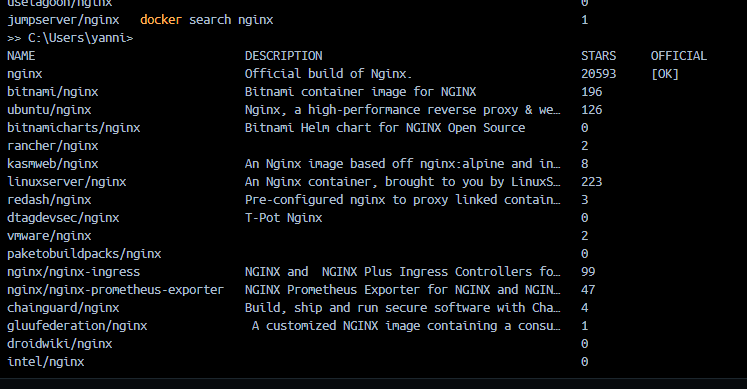 uselagoon/nginx 0
jumpserver/nginx docker search nginx 1
>> C:\Users\yanni>
NAME DESCRIPTION STARS OFFICIAL
nginx Official build of Nginx. 20593 [OK]
bitnami/nginx Bitnami container image for NGINX 196
ubuntu/nginx Nginx, a high-performance reverse proxy & we… 126
bitnamicharts/nginx Bitnami Helm chart for NGINX Open Source 0
rancher/nginx 2
kasmweb/nginx An Nginx image based off nginx:alpine and in… 8
linuxserver/nginx An Nginx container, brought to you by LinuxS… 223
redash/nginx Pre-configured nginx to proxy linked contain… 3
dtagdevsec/nginx T-Pot Nginx 0
vmware/nginx 2
paketobuildpacks/nginx 0
nginx/nginx-ingress NGINX and  NGINX Plus Ingress Controllers fo… 99
nginx/nginx-prometheus-exporter NGINX Prometheus Exporter for NGINX and NGIN… 47
chainguard/nginx Build, ship and run secure software with Cha… 4
gluufederation/nginx A customized NGINX image containing a consu… 1
droidwiki/nginx 0
intel/nginx 0